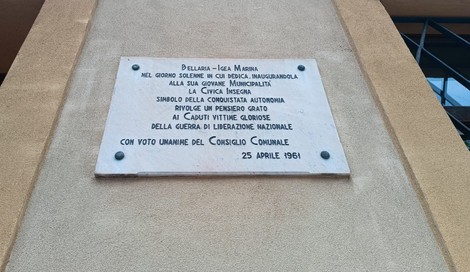 BELLARIA – IGEA MARINA
NEL GIORNO SOLENNE IN CUI DEDICA, INAUGURANDOLA
ALLA SUA GIOVANE MUNICIPALITÁ
LA CIVICA INSEGNA
SIMBOLO DELLA CONQUISTATA AUTONOMIA
RIVOLGE UN PENSIERO GRATO
AI CADUTI VITTIME GLORIOSE
DELLA GUERRA DI LIBERAZIONE NAZIONALE
CON VOTO UNANIME DEL CONSIGLIO COMUNALE
25 APRILE 1961